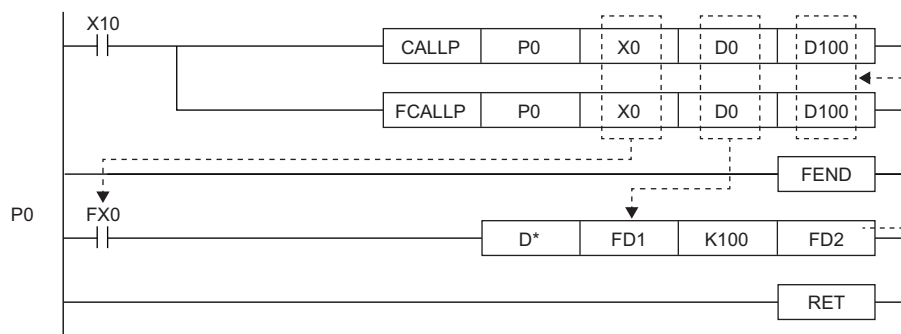 X10
CALLP P0 X0 D0 D100
FCALLP P0 X0 D0 D100
FEND
P0 FX0
D* FD1 K100 FD2
RET